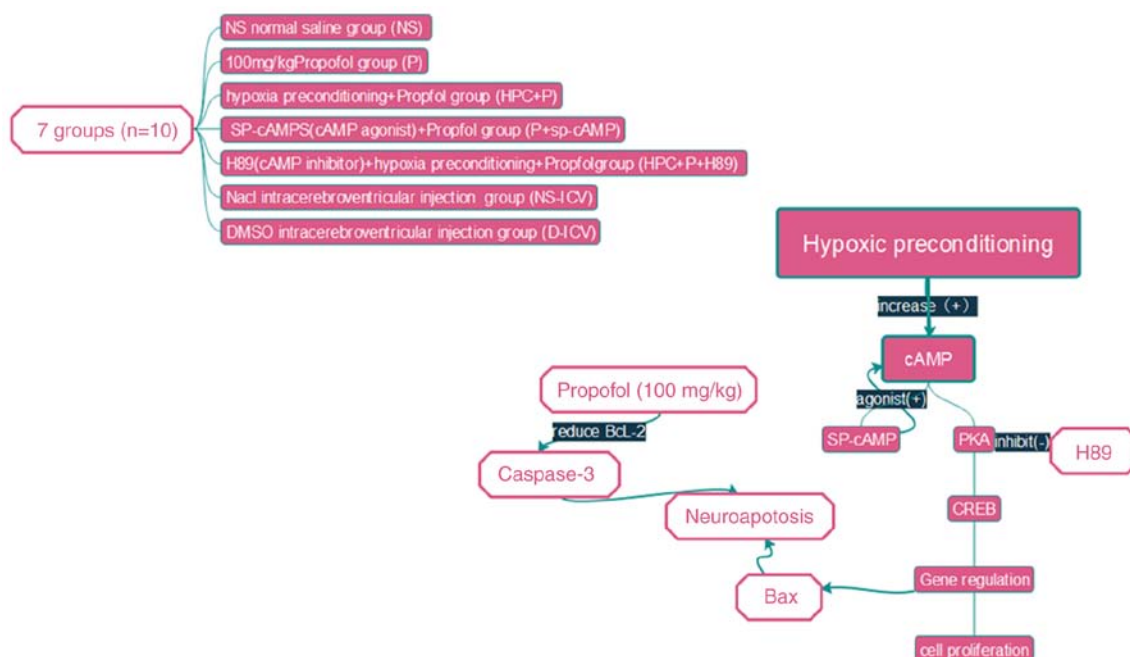 NS normal saline group (NS)
100mg/kgPropofol group (P)
hypoxia preconditioning+Propfol group (HPC+P)
7 groups (n=10)
SP-cAMPS(cAMP agonist)+Propfol group (P+sp-cAMP)
H89(cAMP inhibitor)+hypoxia preconditioning+Propfolgroup (HPC+P+H89)
Nacl intracerebroventricular injection group (NS-ICV)
DMSO intracerebroventricular injection group (D-ICV)
Hypoxic preconditioning
increase (+)
cAMP
Propofol (100 mg/kg)
agonist(+)
reduce BcL-2
SP-cAMP
PKA
inhibit(-)
H89
Caspase-3
Neuroapotosis
CREB
Gene regulation
Bax
cell proliferation